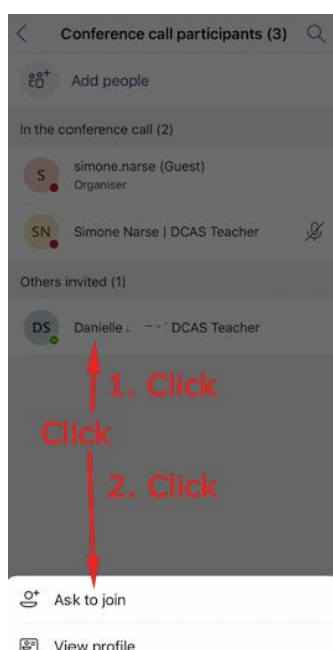 Conference call participants (3)
Add people
In the conference call (2)
S
simone.narse (Guest)
Organiser
SN
Simone Narse | DCAS Teacher
Others invited (1)
DS
Danielle DCAS Teacher
1. Click
Click
2. Click
Ask to join
View profile